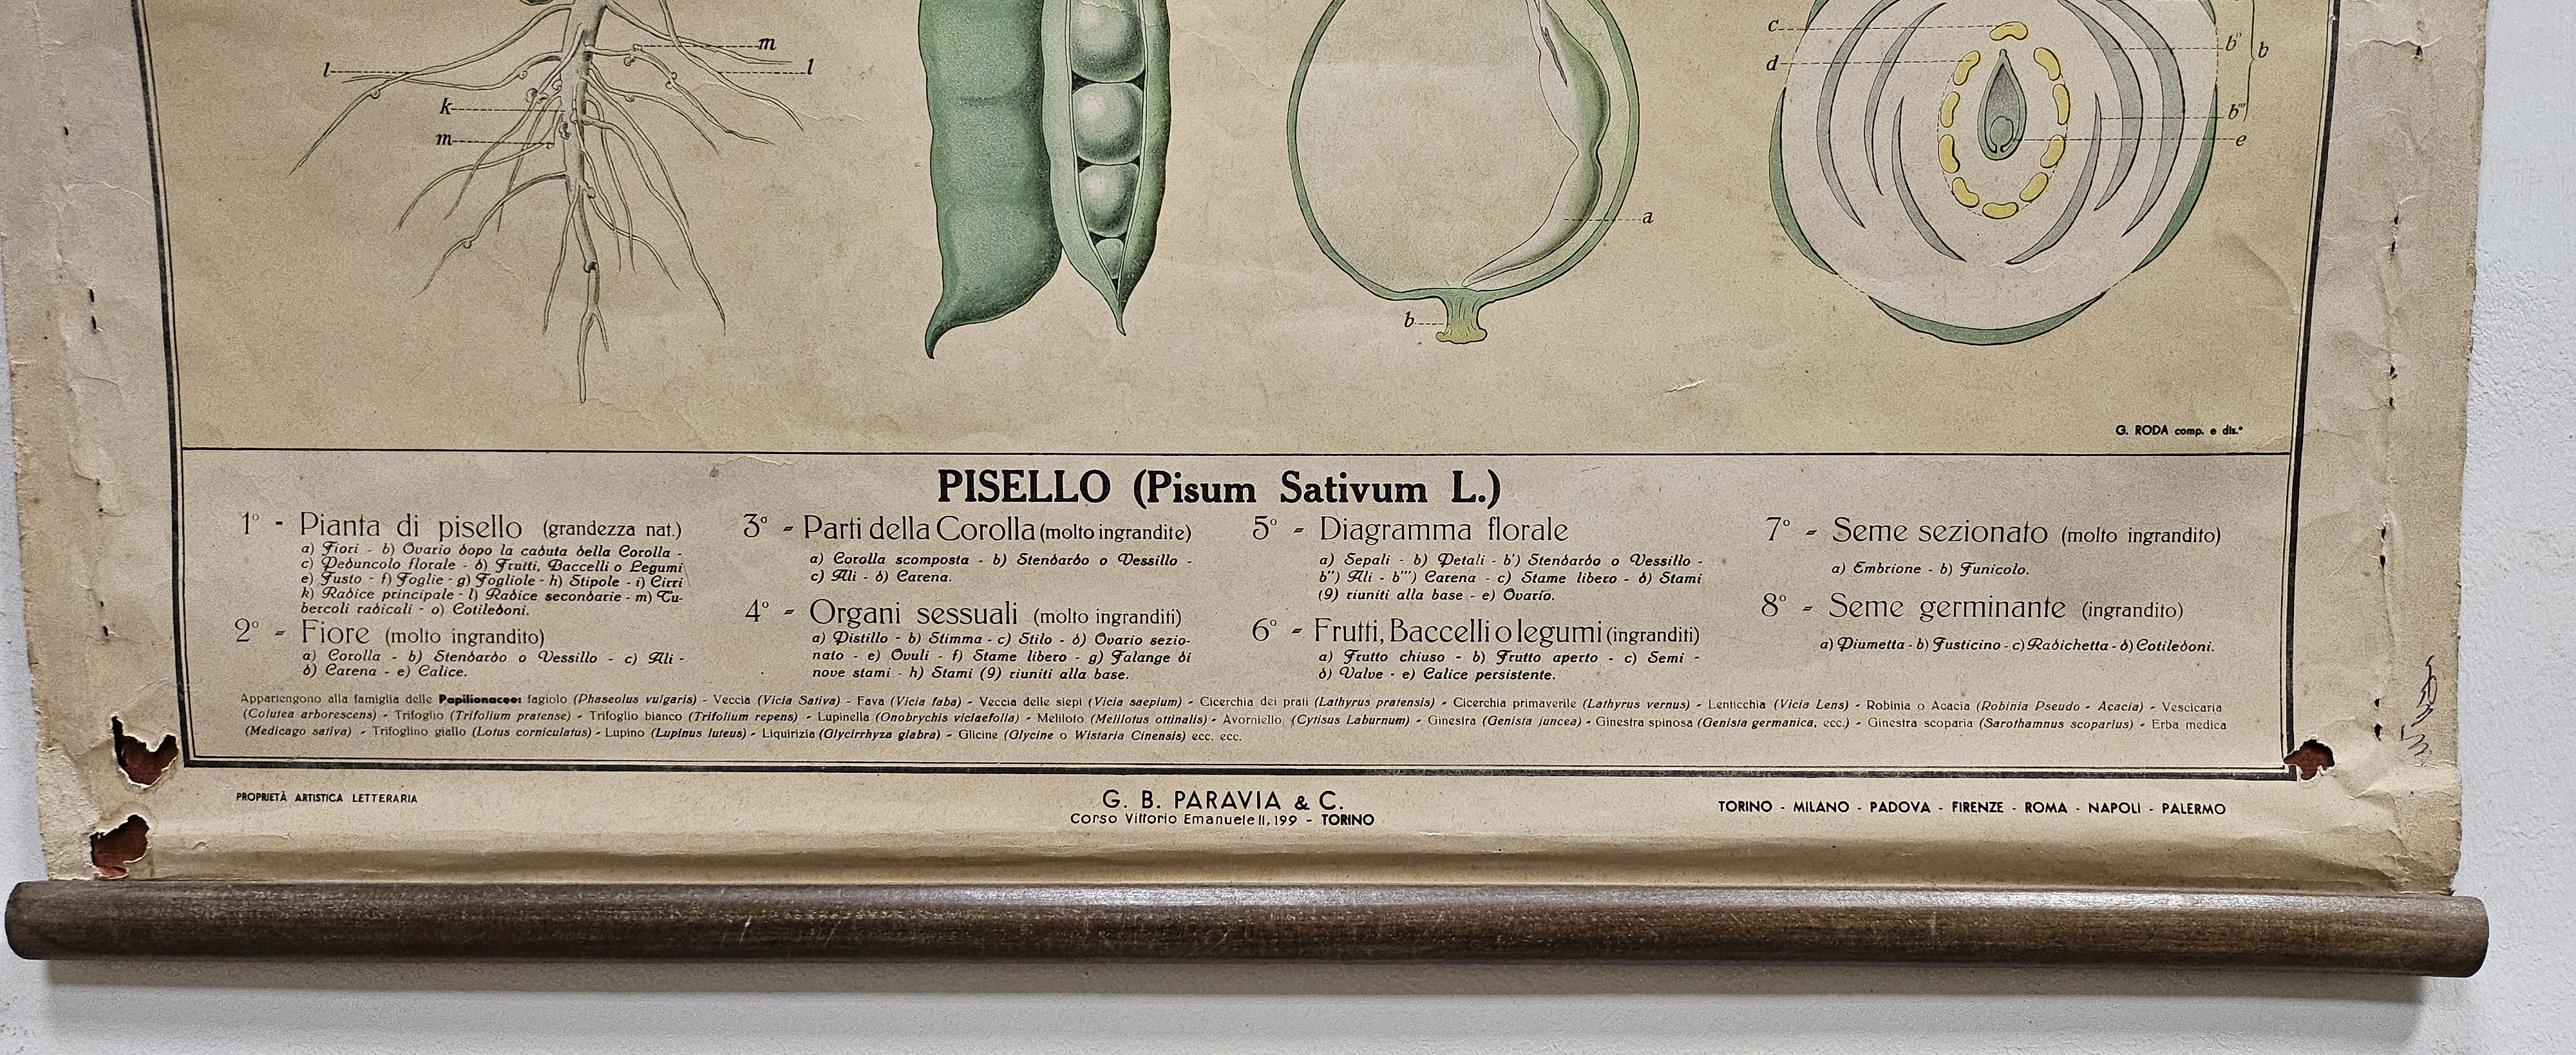 c
d
b''
b
b'''
e
m
l
l
k
m
a
b
G. RODA comp. e dis.°
PISELLO (Pisum Sativum L.)
1° - Pianta di pisello (grandezza nat.)
a) Fiori - b) Ovario dopo la caduta della Corolla -
c) Peduncolo florale - d) Frutti, Baccelli o Legumi
e) Fusto - f) Foglie - g) Fogliole - h) Stipole - i) Cirri
k) Radice principale - l) Radice secondarie - m) Tu-
bercoli radicali - o) Cotiledoni.
2° - Fiore (molto ingrandito)
a) Corolla - b) Stendardo o Vessillo - c) Ali -
d) Carena - e) Calice.
3° - Parti della Corolla (molto ingrandite)
a) Corolla scomposta - b) Stendardo o Vessillo -
c) Ali - d) Carena.
4° - Organi sessuali (molto ingranditi)
a) Pistillo - b) Stimma - c) Stilo - d) Ovario sezio-
nato - e) Ovuli - f) Stame libero - g) Falange di
nove stami - h) Stami (9) riuniti alla base.
5° - Diagramma florale
a) Sepali - b) Petali - b') Stendardo o Vessillo -
b'') Ali - b''') Carena - c) Stame libero - d) Stami
(9) riuniti alla base - e) Ovario.
6° - Frutti, Baccelli o legumi (ingranditi)
a) Frutto chiuso - b) Frutto aperto - c) Semi -
d) Valve - e) Calice persistente.
7° - Seme sezionato (molto ingrandito)
a) Embrione - b) Funicolo.
8° - Seme germinante (ingrandito)
a) Piumetta - b) Fusticino - c) Radichetta - d) Cotiledoni.
Appartengono alla famiglia delle Papilionacee: fagiolo (Phaseolus vulgaris) - Veccia (Vicia Sativa) - Fava (Vicia faba) - Veccia delle siepi (Vicia saepium) - Cicerchia dei prati (Lathyrus pratensis) - Cicerchia primaverile (Lathyrus vernus) - Lenticchia (Vicia Lens) - Robinia o Acacia (Robinia Pseudo - Acacia) - Vescicaria
(Colutea arborescens) - Trifoglio (Trifolium pratense) - Trifoglio bianco (Trifolium repens) - Lupinella (Onobrychis viciaefolia) - Meliloto (Melilotus ottinalis) - Avorniello (Cytisus Laburnum) - Ginestra (Genista juncea) - Ginestra spinosa (Genista germanica, ecc.) - Ginestra scoparia (Sarothamnus scoparius) - Erba medica
(Medicago sativa) - Trifoglino giallo (Lotus corniculatus) - Lupino (Lupinus luteus) - Liquirizia (Glycirrhyza glabra) - Glicine (Glycine o Wistaria Cinensis) ecc. ecc.
PROPRIETÀ ARTISTICA LETTERARIA
G. B. PARAVIA & C.
Corso Vittorio Emanuele II, 199 - TORINO
TORINO - MILANO - PADOVA - FIRENZE - ROMA - NAPOLI - PALERMO